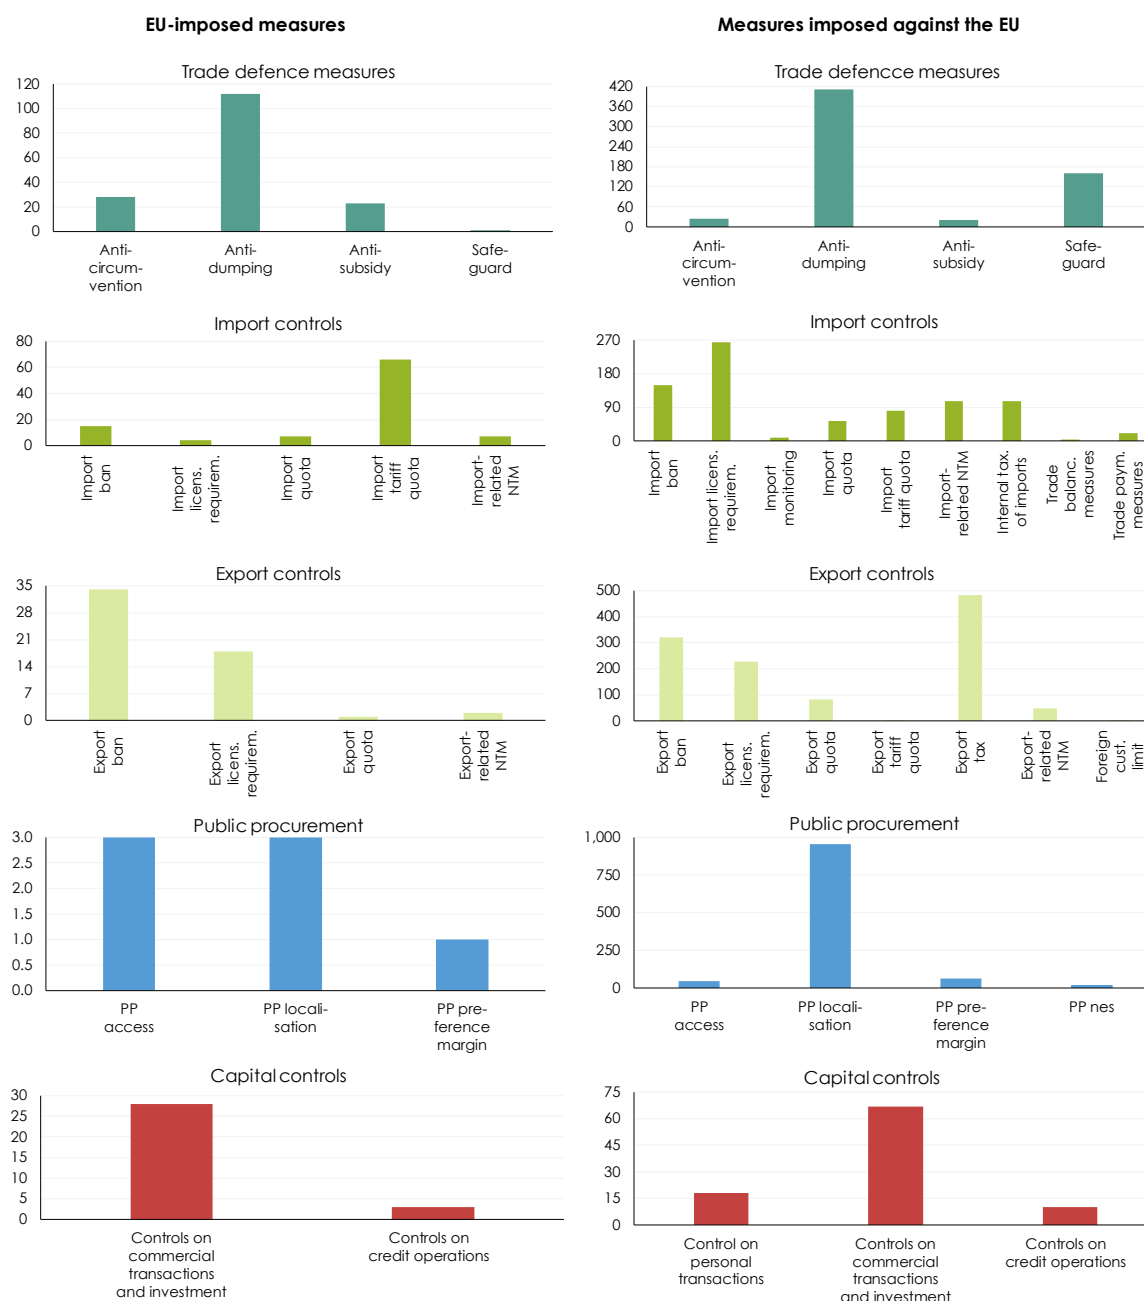 EU-imposed measures
Measures imposed against the EU
Trade defence measures
120
100
80
60
40
20
0
Anti-
circum-
vention
Anti-
dumping
Anti-
subsidy
Safe-
guard
Trade defencce measures
420
360
300
240
180
120
60
0
Anti-
circum-
vention
Anti-
dumping
Anti-
subsidy
Safe-
guard
Import controls
80
60
40
20
0
Import
ban
Import
licens.
requirem.
Import
quota
Import
tariff
quota
Import-
related
NTM
Import controls
270
180
90
0
Import
ban
Import licens.
requirem.
Import
monitoring
Import
quota
Import
tariff quota
Import-
related NTM
Internal tax.
of imports
Trade
balanc.
measures
Trade paym.
measures
Export controls
35
28
21
14
7
0
Export
ban
Export
licens.
requirem.
Export
quota
Export-
related
NTM
Export controls
500
400
300
200
100
0
Export
ban
Export
licens.
requirem.
Export
quota
Export
tariff
quota
Export
tax
Export-
related
NTM
Foreign
cust.
limit
Public procurement
3.0
2.5
2.0
1.5
1.0
0.5
0.0
PP
access
PP locali-
sation
PP pre-
ference
margin
Public procurement
1,000
750
500
250
0
PP
access
PP locali-
sation
PP pre-
ference
margin
PP nes
Capital controls
30
25
20
15
10
5
0
Controls on
commercial
transactions
and investment
Controls on
credit operations
Capital controls
75
60
45
30
15
0
Control on
personal
transactions
Controls on
commercial
transactions
and investment
Controls on
credit operations